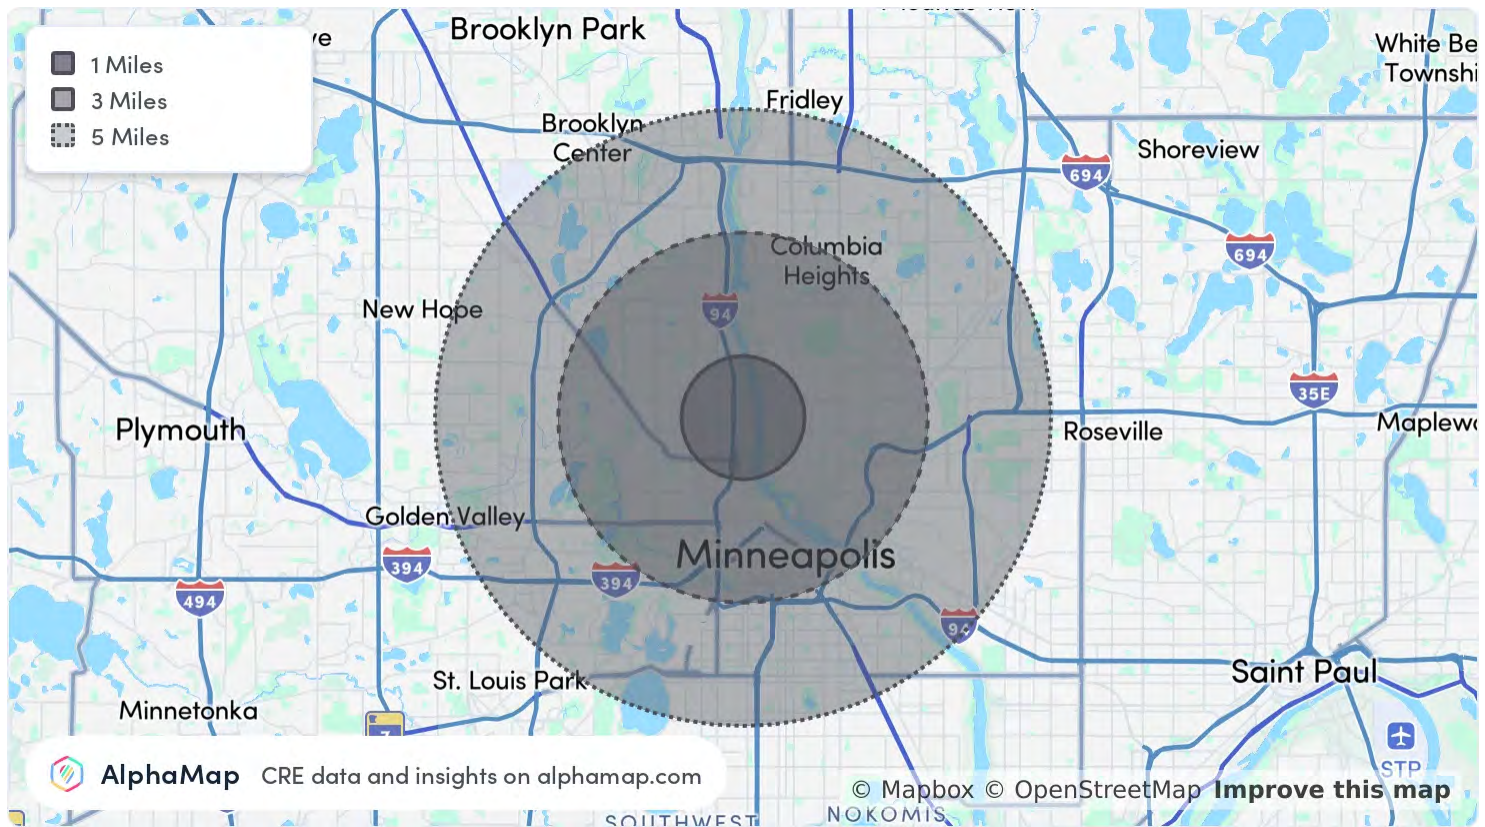 Brooklyn Park
1 Miles
3 Miles
5 Miles
White Be
Townshi
Fridley
Brooklyn
Center
Shoreview
694
Columbia
Heights
694
New Hope
94
35E
Plymouth
Roseville
Maplew
Golden Valley
Minneapolis
394
394
494
94
St. Louis Park
Saint Paul
Minnetonka
7
STP
AlphaMap CRE data and insights on alphamap.com
© Mapbox © OpenStreetMap Improve this map
SOUTHWEST
NOKOMIS